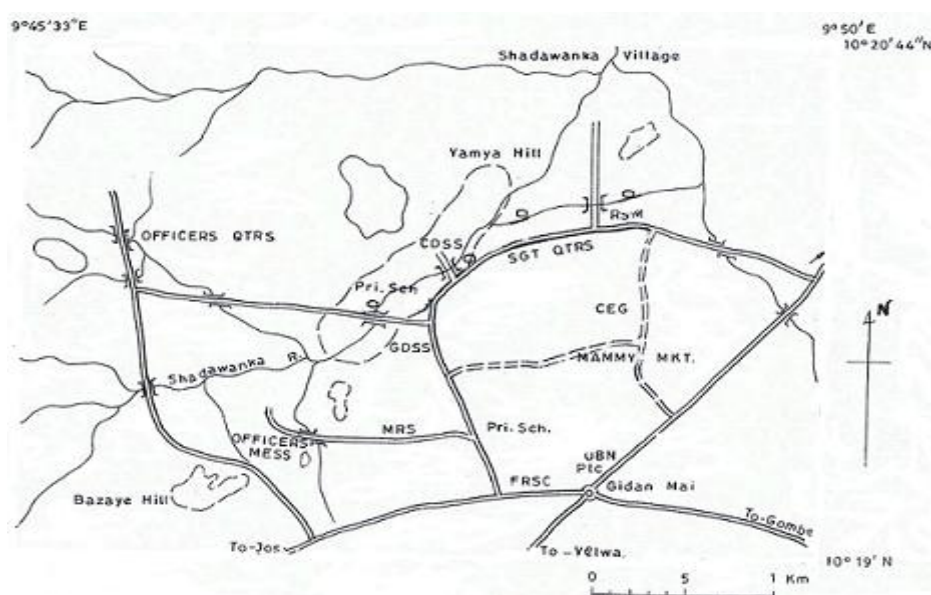 9°45'33"E
9°50'E
10°20'44"N
Shadawanka Village
Yamya Hill
RSM
OFFICERS QTRS
CDSS
SGT QTRS
Pri. Sch
CEG
N
GDSS
MAMMY MKT.
Shadawanka R.
MRS
Pri. Sch.
OFFICERS MESS
UBN
Plc
FRSC
Gidan Mai
Bazaye Hill
To-Gombe
To-Jos
To-Yelwa.
10°19'N
0 5 1 Km